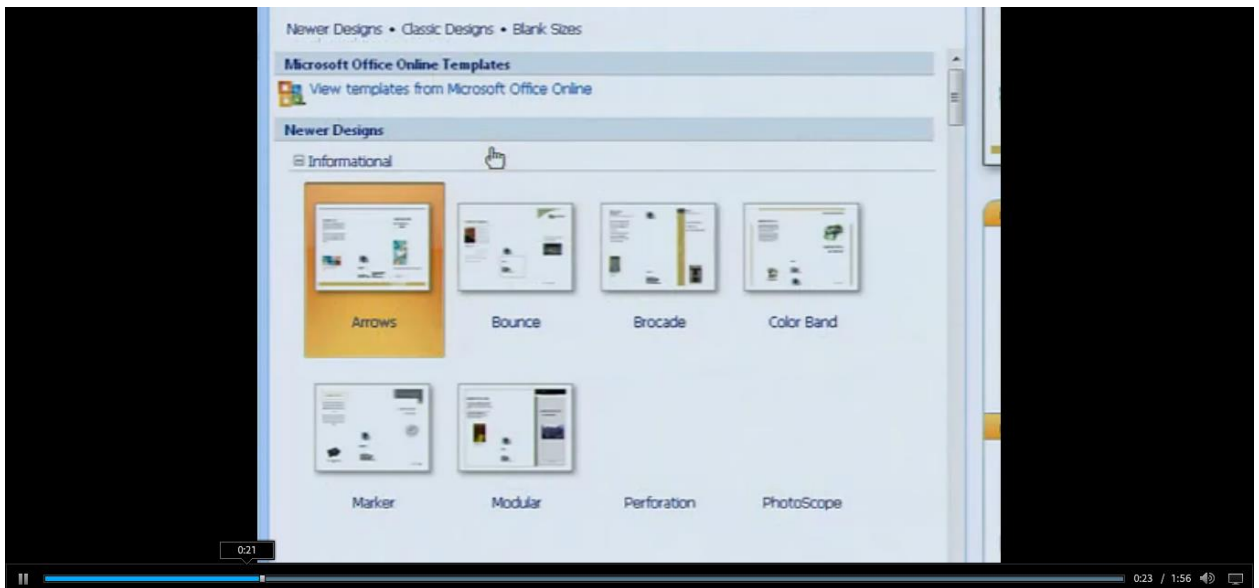 Newer Designs • Classic Designs • Blank Sizes
Microsoft Office Online Templates
View templates from Microsoft Office Online
Newer Designs
Informational
Arrows Bounce Brocade Color Band
Marker Modular Perforation PhotoScope
0:21
0:23 / 1:56